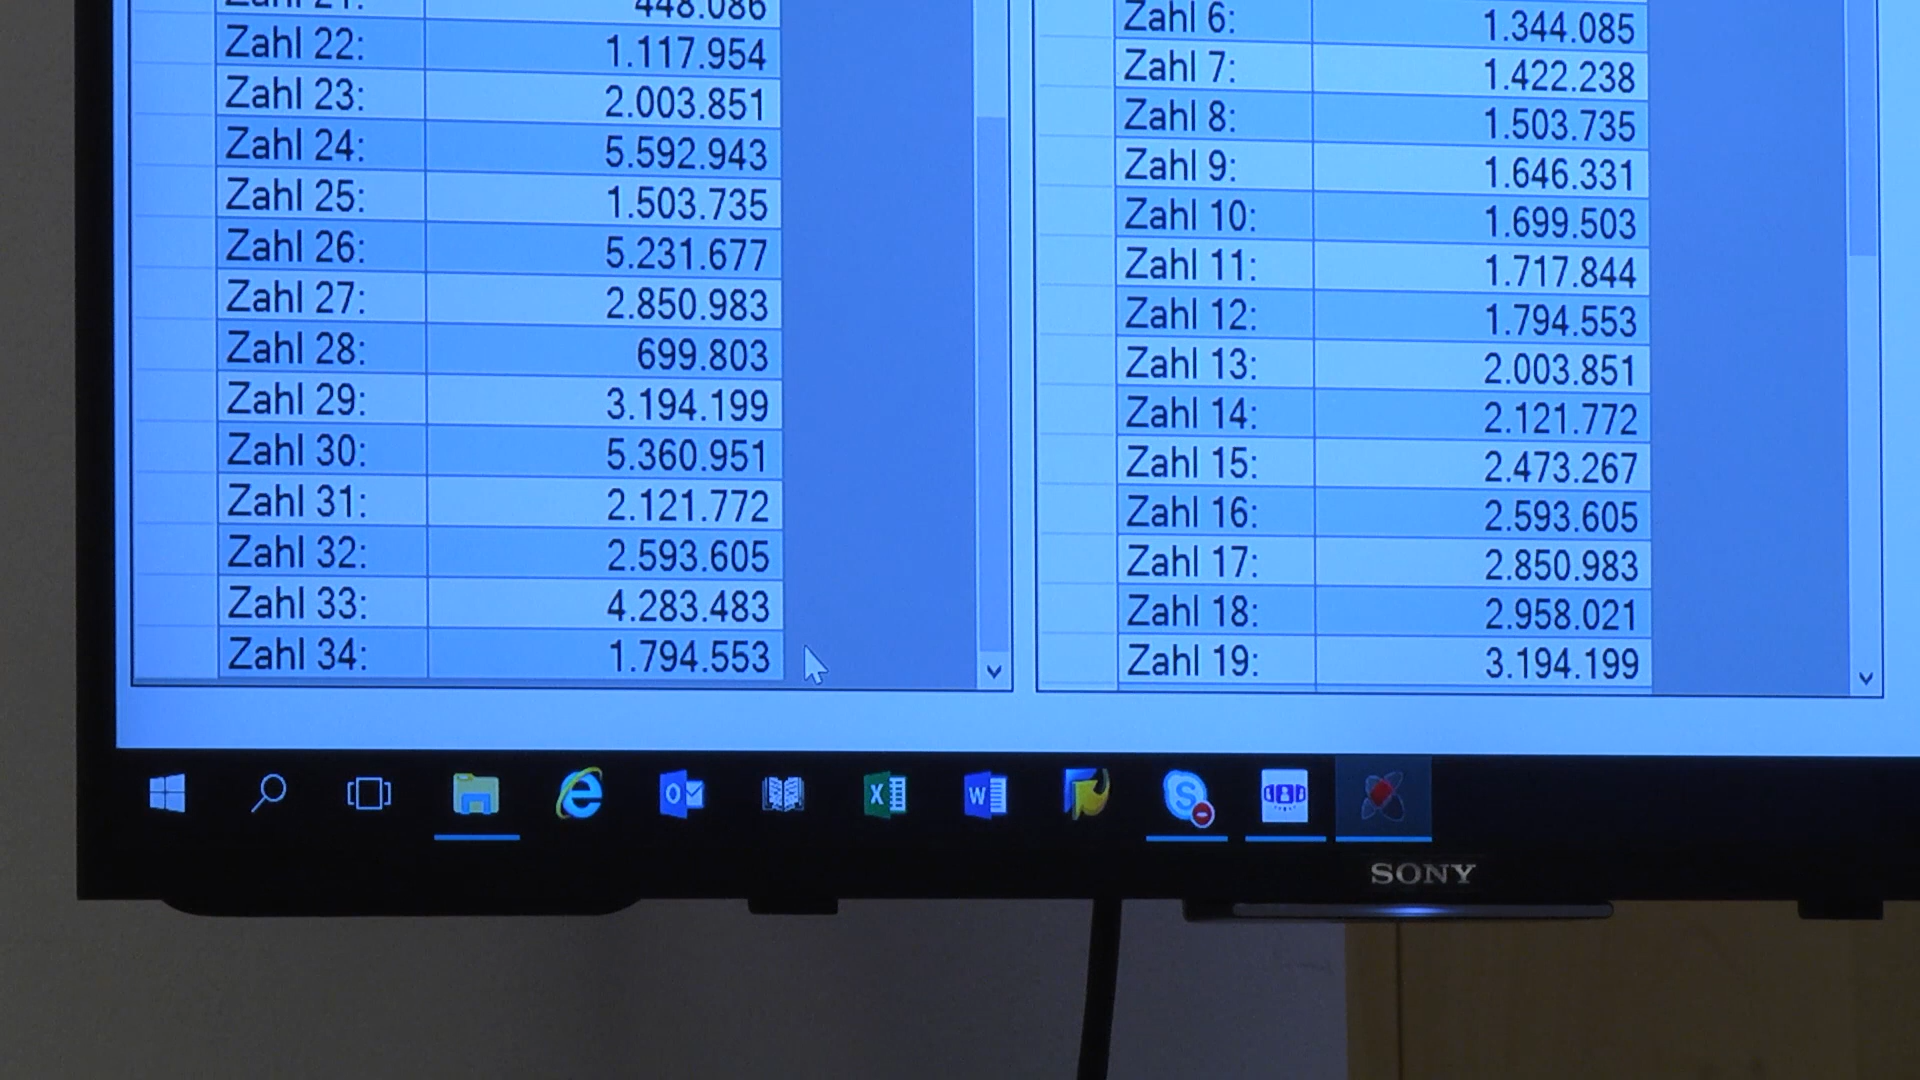 Zahl 21: 448.086
Zahl 22: 1.117.954
Zahl 23: 2.003.851
Zahl 24: 5.592.943
Zahl 25: 1.503.735
Zahl 26: 5.231.677
Zahl 27: 2.850.983
Zahl 28: 699.803
Zahl 29: 3.194.199
Zahl 30: 5.360.951
Zahl 31: 2.121.772
Zahl 32: 2.593.605
Zahl 33: 4.283.483
Zahl 34: 1.794.553
Zahl 6: 1.344.085
Zahl 7: 1.422.238
Zahl 8: 1.503.735
Zahl 9: 1.646.331
Zahl 10: 1.699.503
Zahl 11: 1.717.844
Zahl 12: 1.794.553
Zahl 13: 2.003.851
Zahl 14: 2.121.772
Zahl 15: 2.473.267
Zahl 16: 2.593.605
Zahl 17: 2.850.983
Zahl 18: 2.958.021
Zahl 19: 3.194.199
SONY